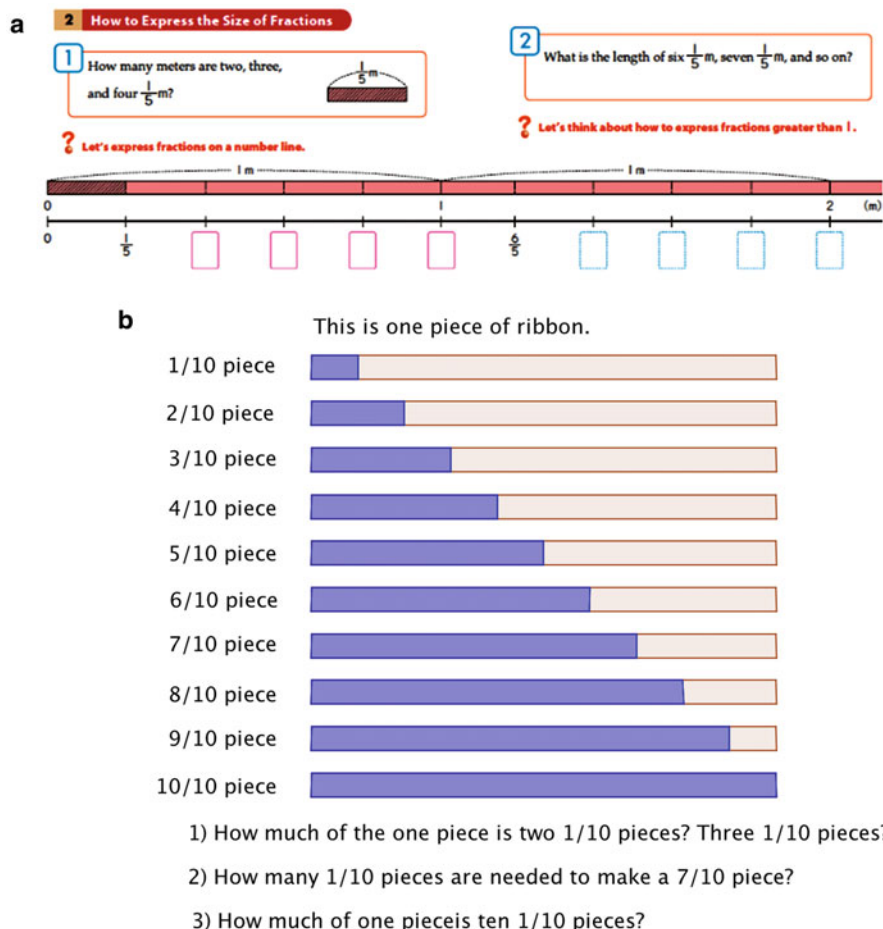 a
2 How to Express the Size of Fractions
1
How many meters are two, three,
and four 1/5 m?
1/5 m
? Let's express fractions on a number line.
2
What is the length of six 1/5 m, seven 1/5 m, and so on?
? Let's think about how to express fractions greater than 1.
1 m 1 m
0 1 2 (m)
0 1/5 6/5
b
This is one piece of ribbon.
1/10 piece
2/10 piece
3/10 piece
4/10 piece
5/10 piece
6/10 piece
7/10 piece
8/10 piece
9/10 piece
10/10 piece
1) How much of the one piece is two 1/10 pieces? Three 1/10 pieces?
2) How many 1/10 pieces are needed to make a 7/10 piece?
3) How much of one pieceis ten 1/10 pieces?